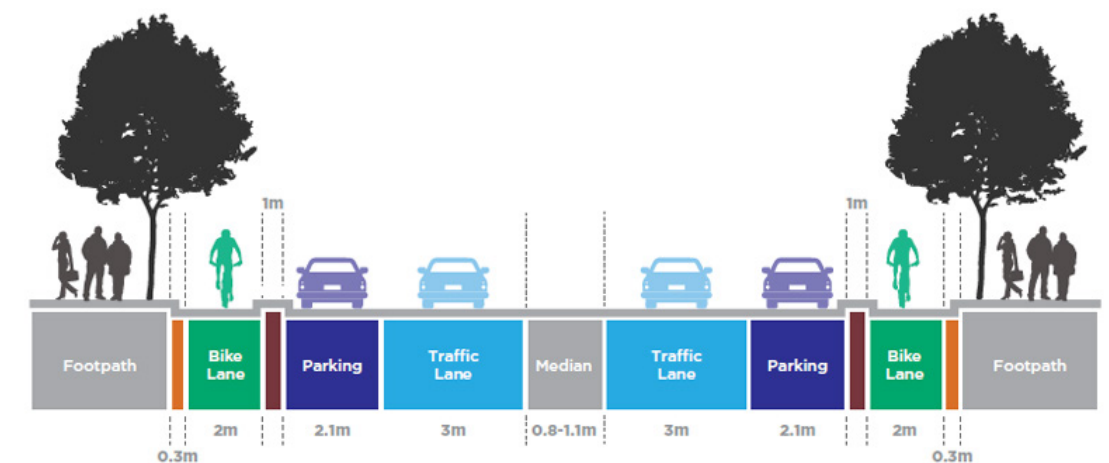 1m
1m
Footpath
Bike
Lane
Parking
Traffic
Lane
Median
Traffic
Lane
Parking
Bike
Lane
Footpath
2m
2.1m
3m
0.8-1.1m
3m
2.1m
2m
0.3m
0.3m